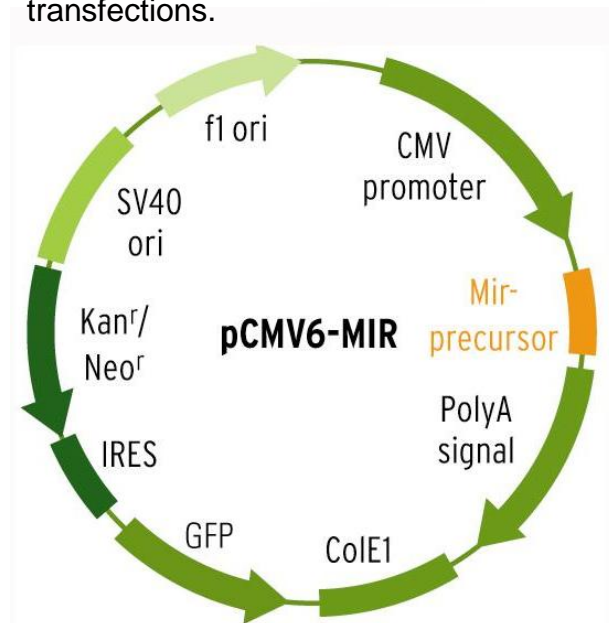 transfections.
f1 ori
CMV
promoter
SV40
ori
Mir-
precursor
Kanʳ/
Neoʳ
pCMV6-MIR
PolyA
signal
IRES
GFP
ColE1